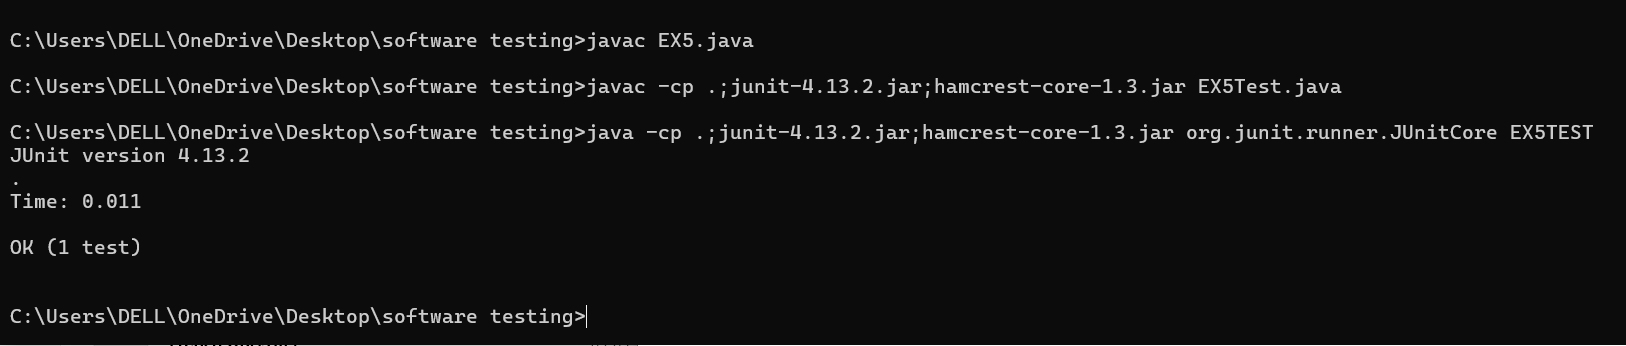 C:\Users\DELL\OneDrive\Desktop\software testing>javac EX5.java
C:\Users\DELL\OneDrive\Desktop\software testing>javac -cp .;junit-4.13.2.jar;hamcrest-core-1.3.jar EX5Test.java
C:\Users\DELL\OneDrive\Desktop\software testing>java -cp .;junit-4.13.2.jar;hamcrest-core-1.3.jar org.junit.runner.JUnitCore EX5TEST
JUnit version 4.13.2
.
Time: 0.011
OK (1 test)
C:\Users\DELL\OneDrive\Desktop\software testing>